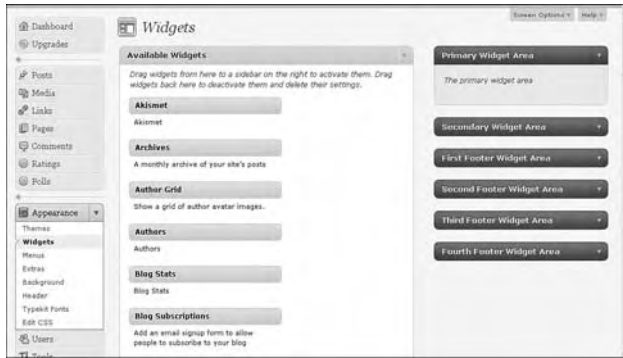 Screen Options
Help
Dashboard
Upgrades
Posts
Media
Links
Pages
Comments
Ratings
Polls
Appearance
Themes
Widgets
Menus
Extras
Background
Header
Typekit Fonts
Edit CSS
Users
Tools
Widgets
Available Widgets
Drag widgets from here to a sidebar on the right to activate them. Drag
widgets back here to deactivate them and delete their settings.
Akismet
Akismet
Archives
A monthly archive of your site's posts
Author Grid
Show a grid of author avatar images.
Authors
Authors
Blog Stats
Blog Stats
Blog Subscriptions
Add an email signup form to allow
people to subscribe to your blog
Primary Widget Area
The primary widget area
Secondary Widget Area
First Footer Widget Area
Second Footer Widget Area
Third Footer Widget Area
Fourth Footer Widget Area